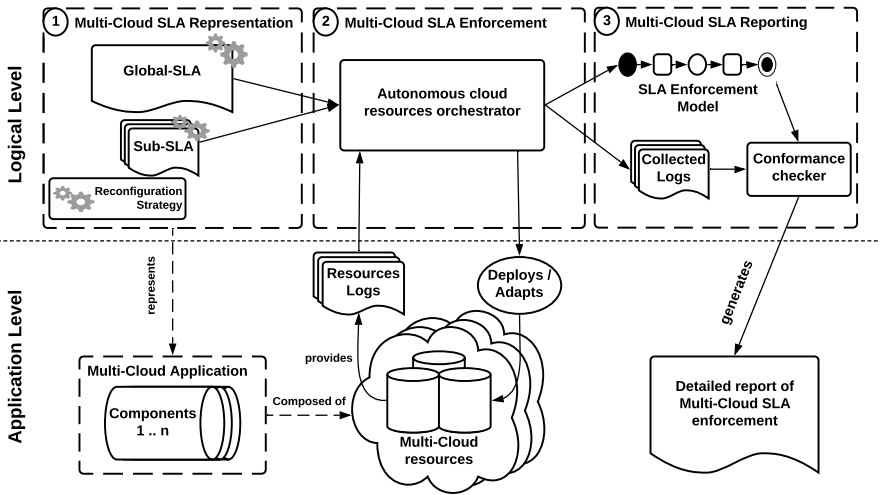 1 Multi-Cloud SLA Representation
Global-SLA
Sub-SLA
Reconfiguration
Strategy
2 Multi-Cloud SLA Enforcement
Autonomous cloud
resources orchestrator
3 Multi-Cloud SLA Reporting
SLA Enforcement
Model
Collected
Logs
Conformance
checker
Logical Level
Application Level
represents
Multi-Cloud Application
Components
1 .. n
Composed of
Resources
Logs
provides
Deploys /
Adapts
Multi-Cloud
resources
generates
Detailed report of
Multi-Cloud SLA
enforcement